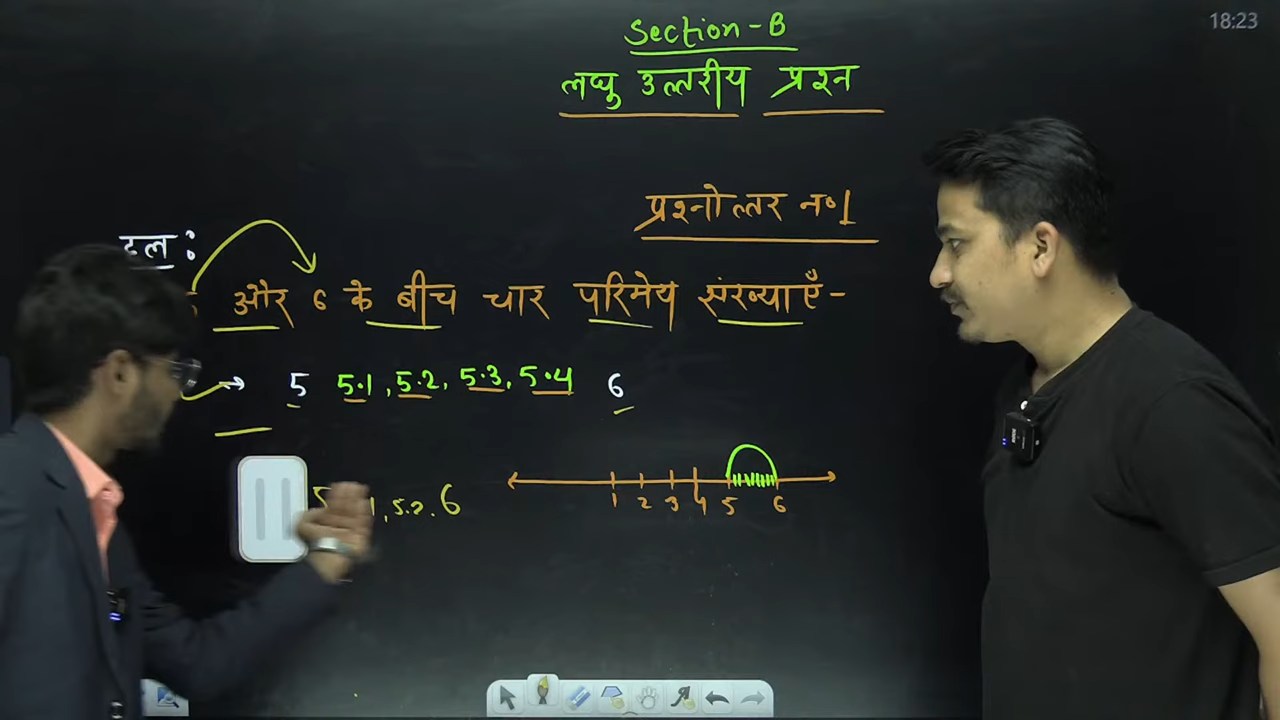 18:23
Section-B
लघु उत्तरीय प्रश्न
प्रश्नोत्तर न० 1
हल :
और 6 के बीच चार परिमेय संख्याएँ-
→ 5 5.1, 5.2, 5.3, 5.4 6
, 5.2. 6
1 2 3 4 5 6